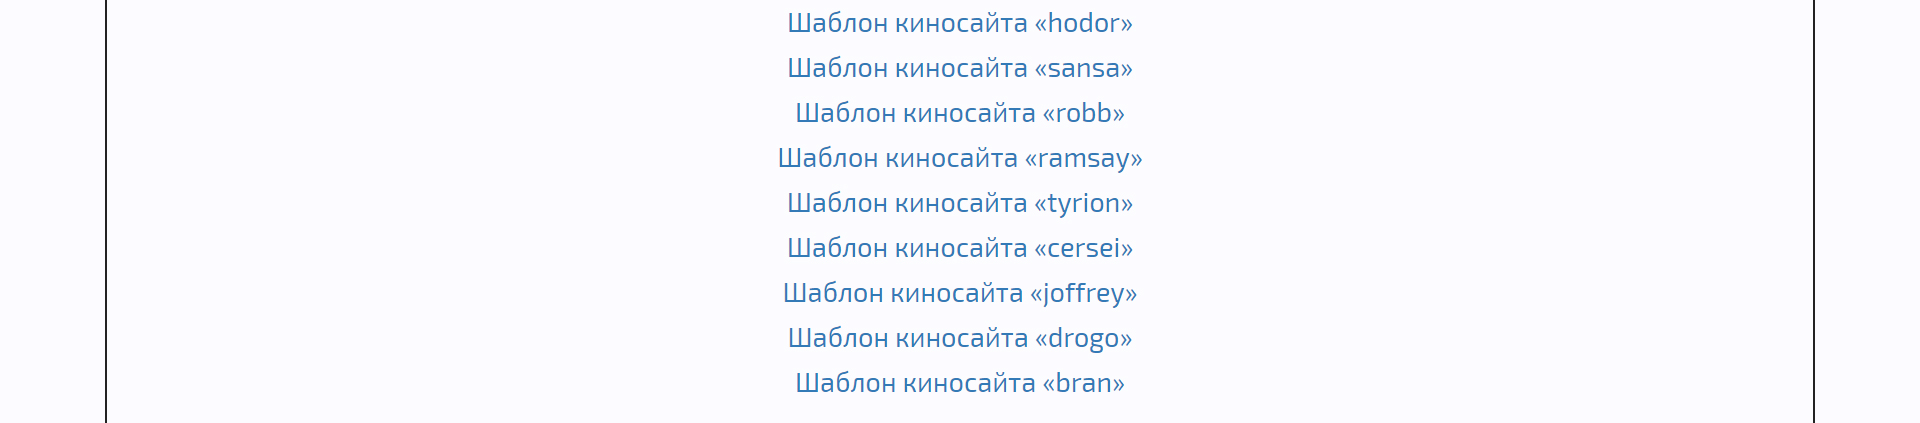 Шаблон киносайта «hodor»
Шаблон киносайта «sansa»
Шаблон киносайта «robb»
Шаблон киносайта «ramsay»
Шаблон киносайта «tyrion»
Шаблон киносайта «cersei»
Шаблон киносайта «joffrey»
Шаблон киносайта «drogo»
Шаблон киносайта «bran»